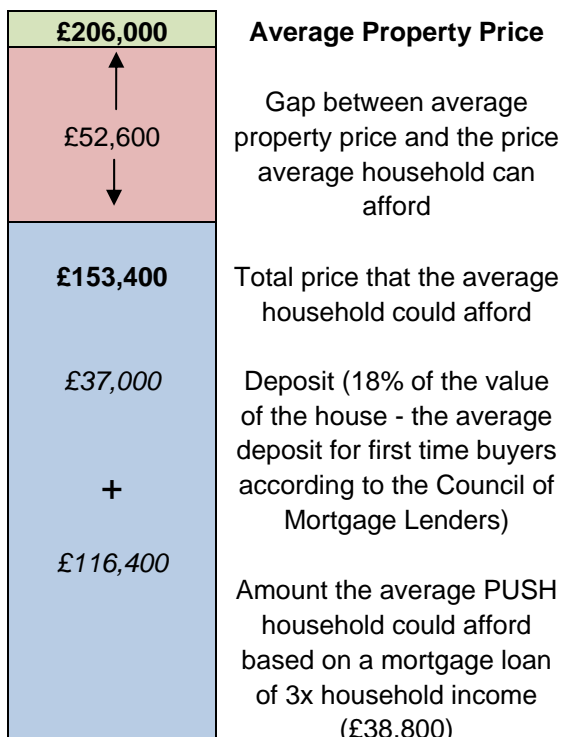 £206,000 Average Property Price
£52,600
Gap between average
property price and the price
average household can
afford
£153,400 Total price that the average
household could afford
£37,000 Deposit (18% of the value
of the house - the average
deposit for first time buyers
+ according to the Council of
Mortgage Lenders)
£116,400
Amount the average PUSH
household could afford
based on a mortgage loan
of 3x household income
(£38,800)